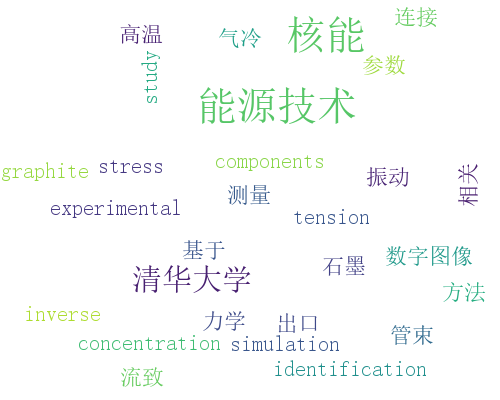 连接
高温
气冷
核能
study
参数
能源技术
graphite
stress
components
振动
相关
测量
experimental
tension
基于
数字图像
石墨
清华大学
方法
inverse
力学
出口
管束
concentration
simulation
identification
流致